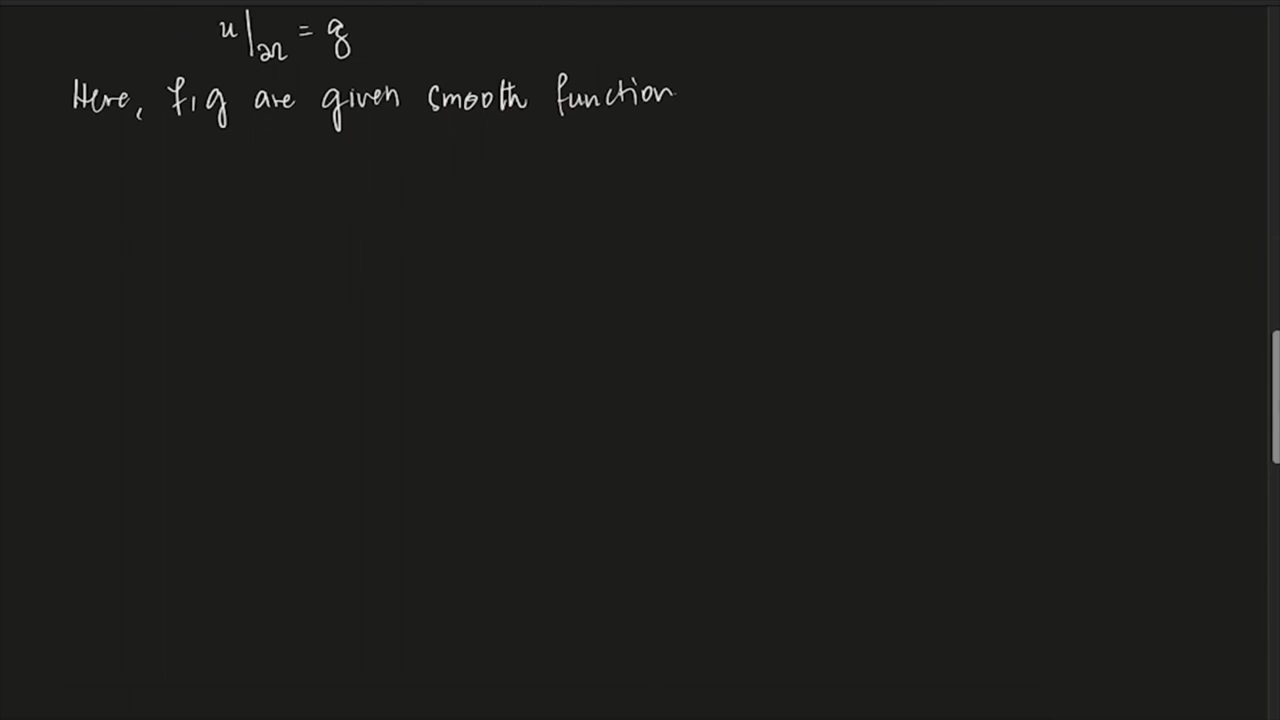 u|∂Ω = g
Here, f, g are given smooth function